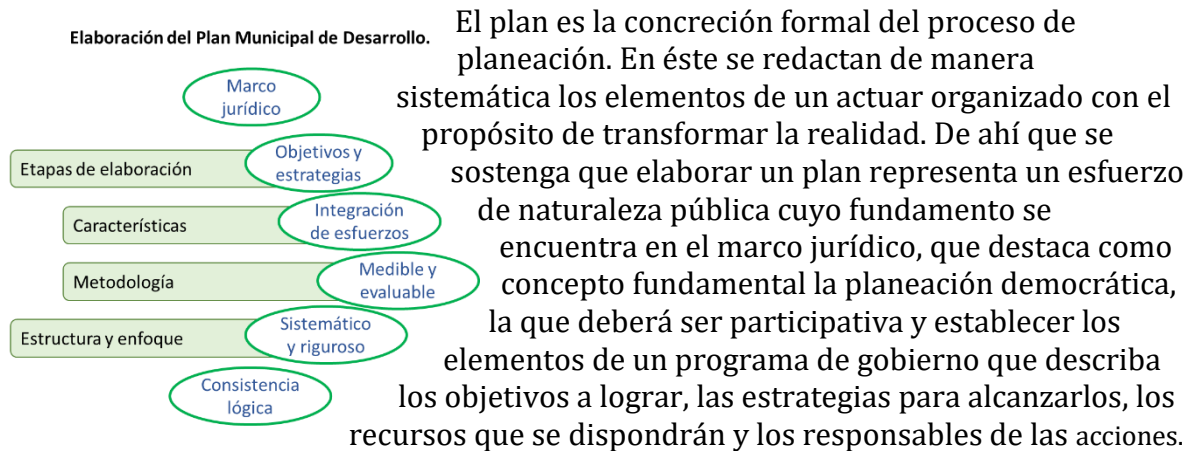 Elaboración del Plan Municipal de Desarrollo.
Marco
jurídico
Etapas de elaboración
Objetivos y
estrategias
Características
Integración
de esfuerzos
Metodología
Medible y
evaluable
Estructura y enfoque
Sistemático
y riguroso
Consistencia
lógica
El plan es la concreción formal del proceso de
planeación. En éste se redactan de manera
sistemática los elementos de un actuar organizado con el
propósito de transformar la realidad. De ahí que se
sostenga que elaborar un plan representa un esfuerzo
de naturaleza pública cuyo fundamento se
encuentra en el marco jurídico, que destaca como
concepto fundamental la planeación democrática,
la que deberá ser participativa y establecer los
elementos de un programa de gobierno que describa
los objetivos a lograr, las estrategias para alcanzarlos, los
recursos que se dispondrán y los responsables de las acciones.